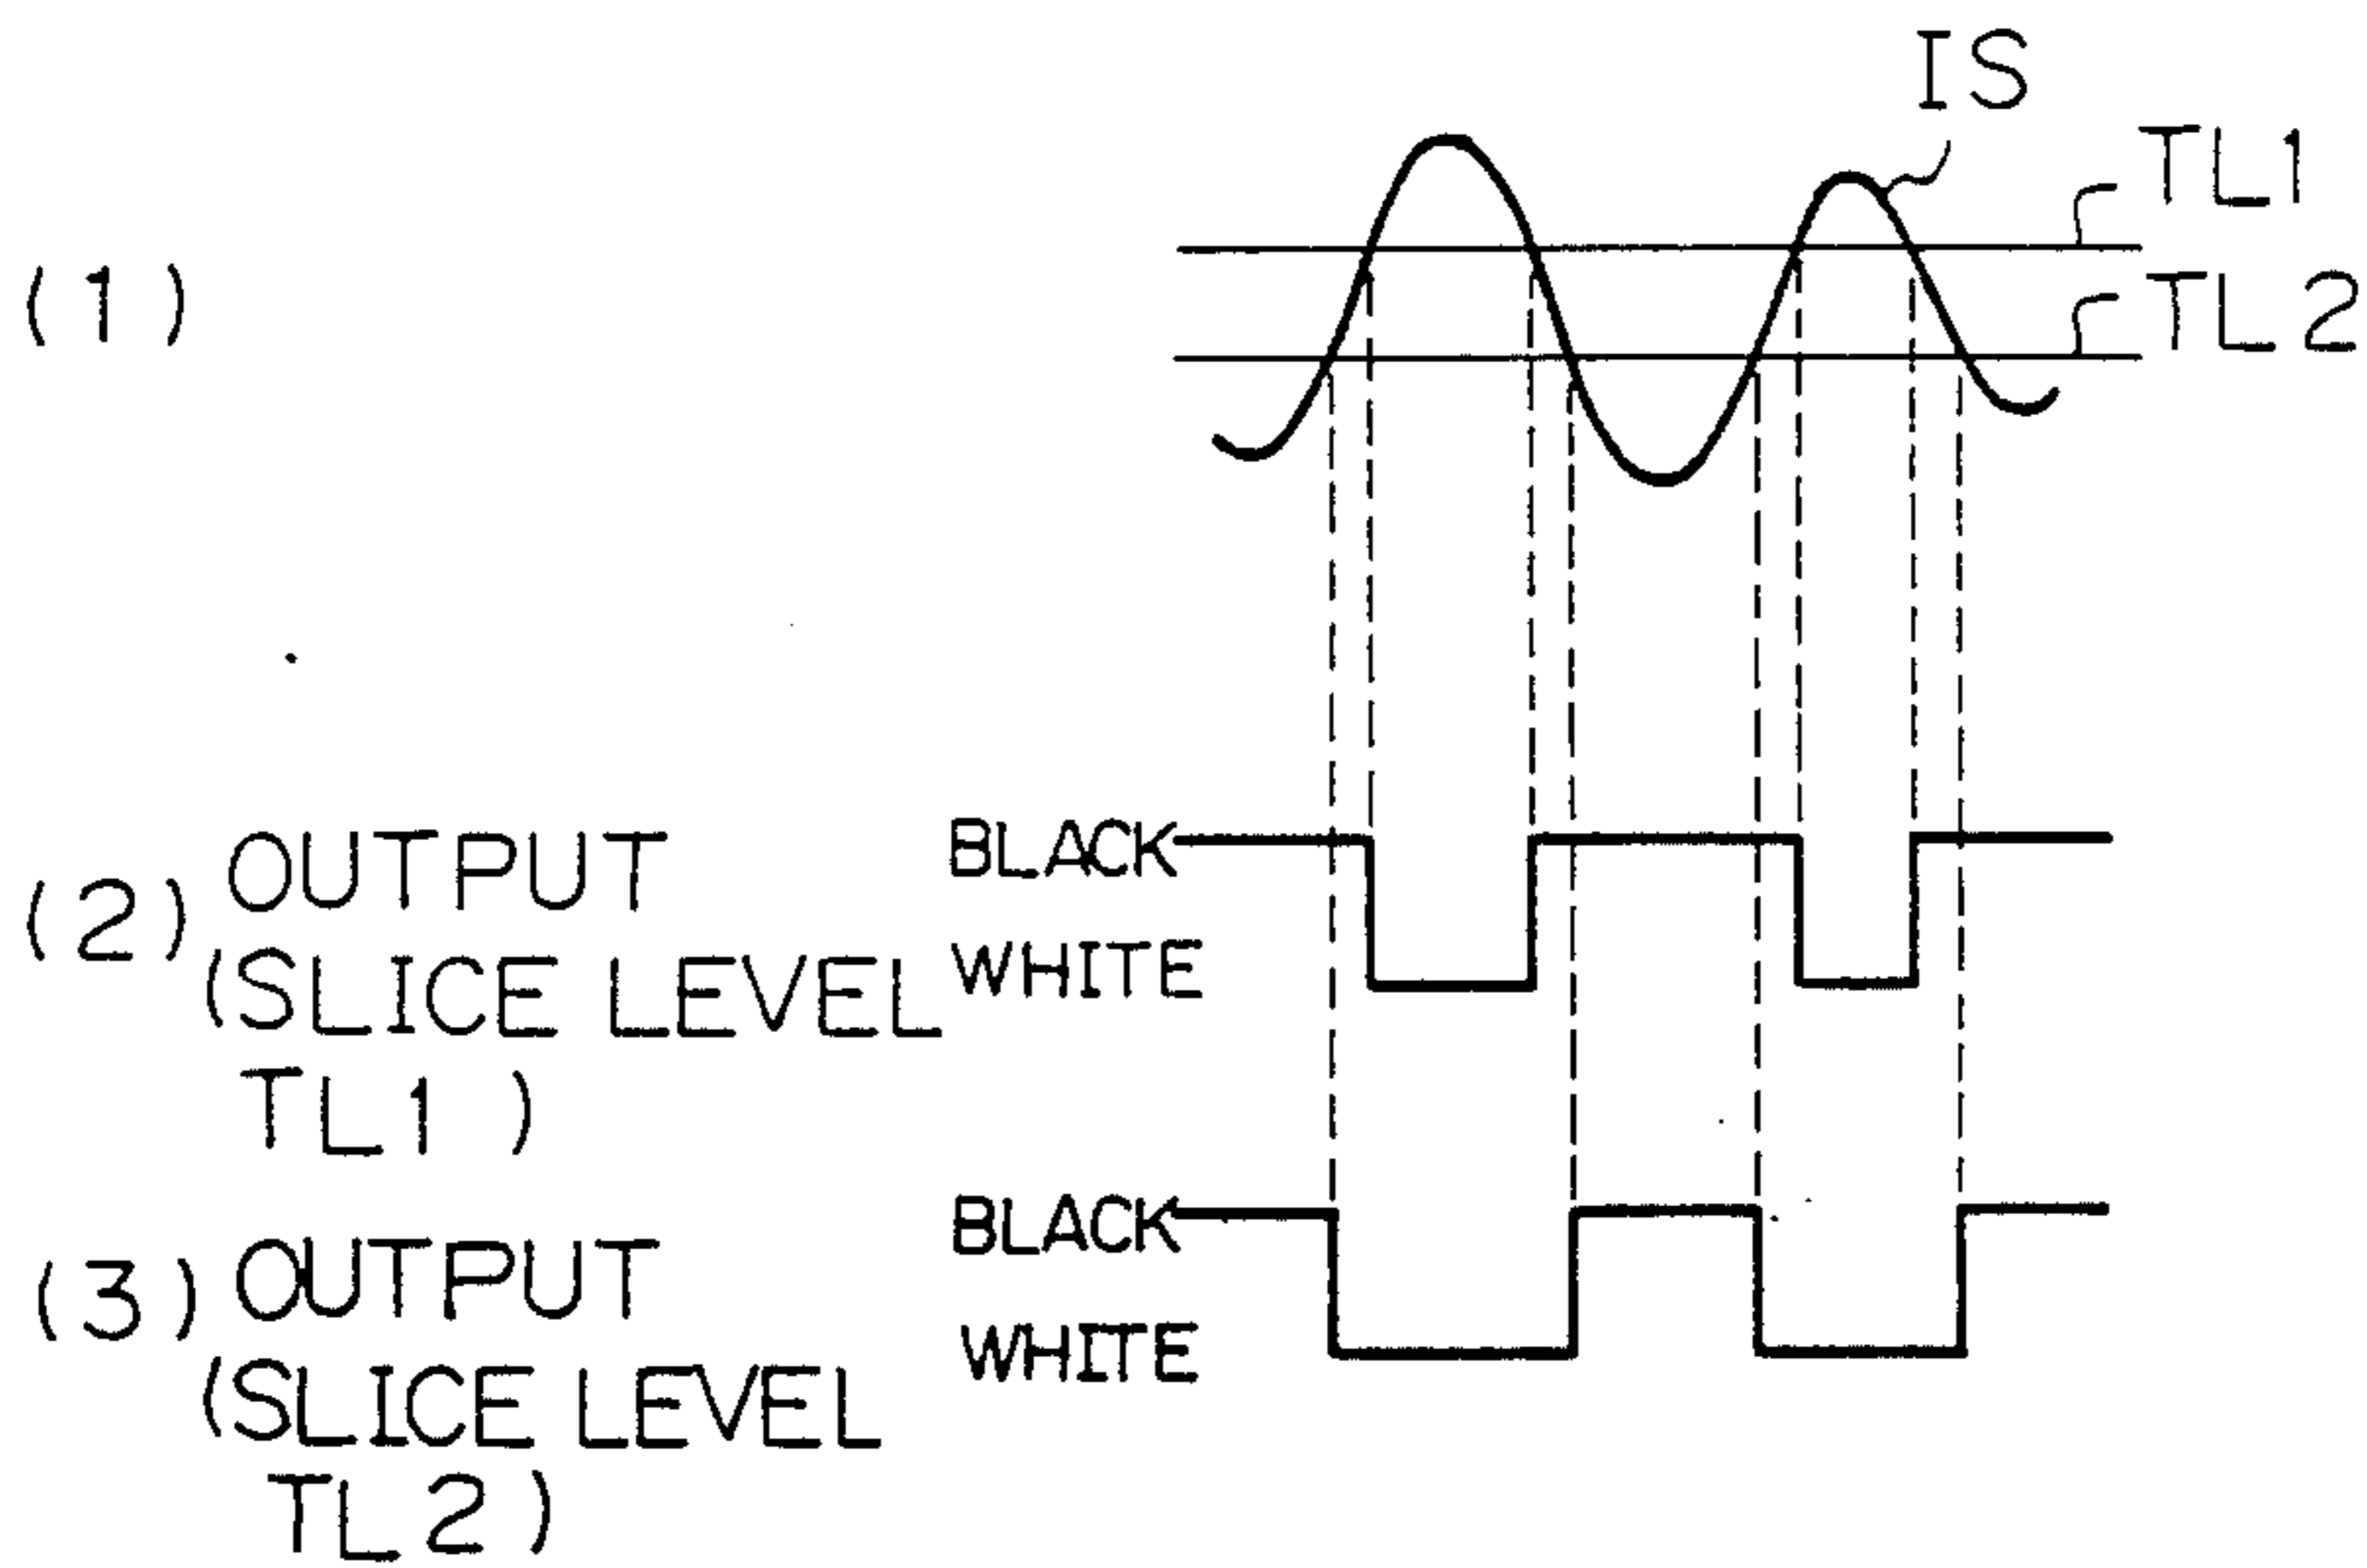 IS
TL1
(1)
TL2
(2) OUTPUT
(SLICE LEVEL
TL1)
BLACK
WHITE
(3) OUTPUT
(SLICE LEVEL
TL2)
BLACK
WHITE